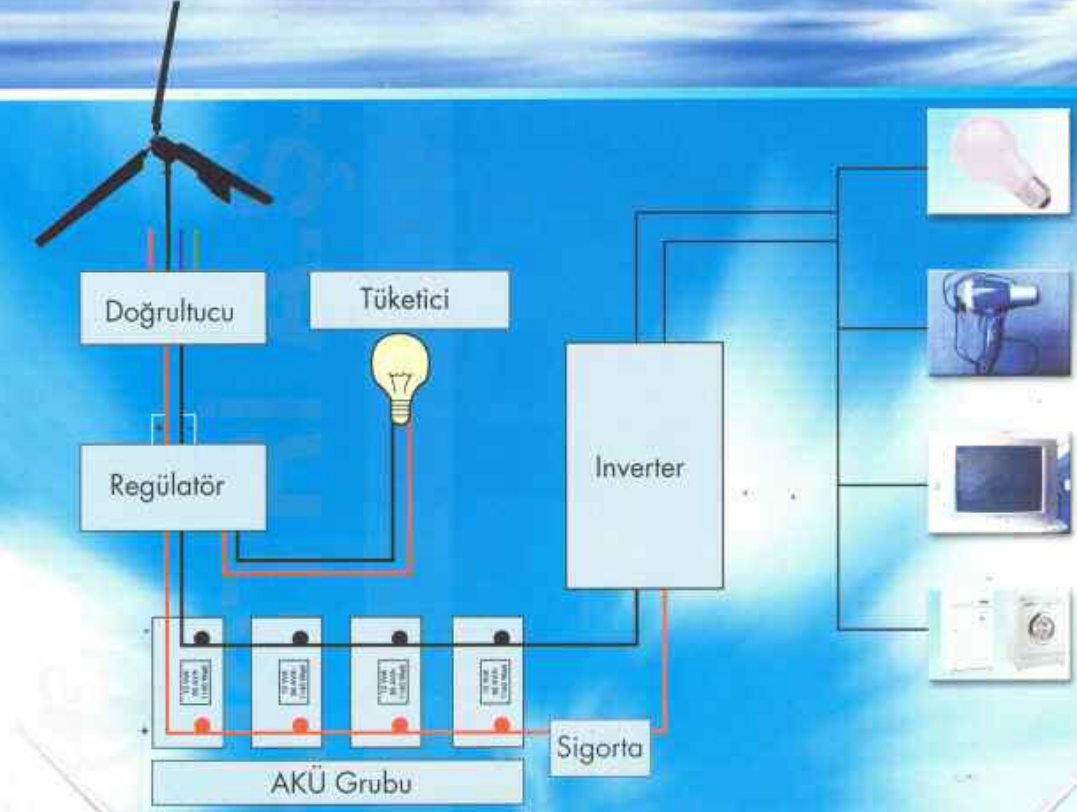 Doğrultucu
Tüketici
Regülatör
Inverter
Sigorta
AKÜ Grubu